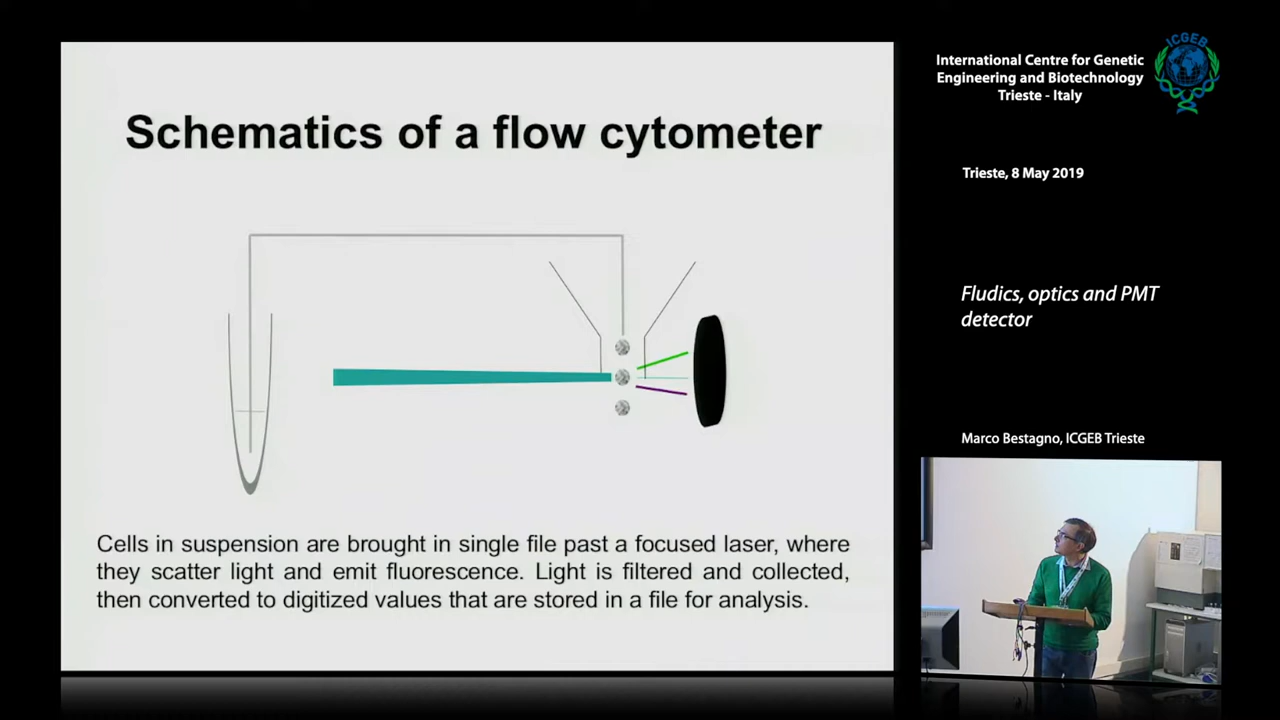 Schematics of a flow cytometer
Cells in suspension are brought in single file past a focused laser, where
they scatter light and emit fluorescence. Light is filtered and collected,
then converted to digitized values that are stored in a file for analysis.
International Centre for Genetic
Engineering and Biotechnology
Trieste - Italy
ICGEB
Trieste, 8 May 2019
Fludics, optics and PMT
detector
Marco Bestagno, ICGEB Trieste